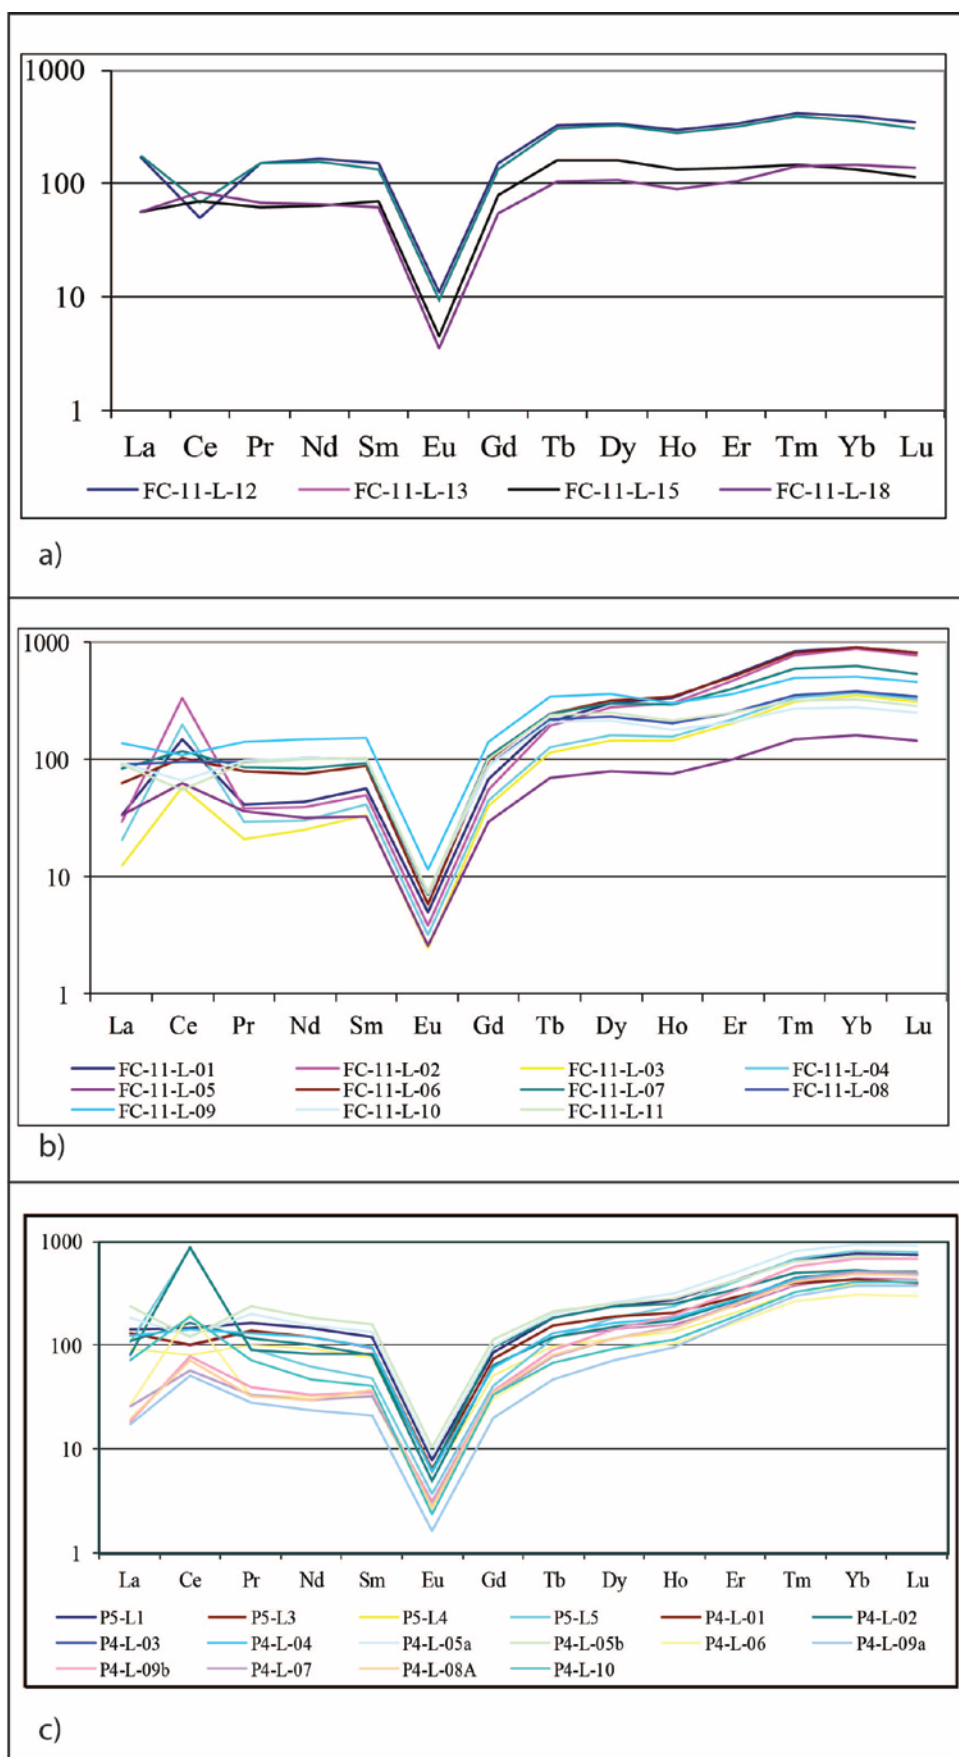 1000
100
10
1
La Ce Pr Nd Sm Eu Gd Tb Dy Ho Er Tm Yb Lu
FC-11-L-12 FC-11-L-13 FC-11-L-15 FC-11-L-18
a)
1000
100
10
1
La Ce Pr Nd Sm Eu Gd Tb Dy Ho Er Tm Yb Lu
FC-11-L-01 FC-11-L-02 FC-11-L-03 FC-11-L-04
FC-11-L-05 FC-11-L-06 FC-11-L-07 FC-11-L-08
FC-11-L-09 FC-11-L-10 FC-11-L-11
b)
1000
100
10
1
La Ce Pr Nd Sm Eu Gd Tb Dy Ho Er Tm Yb Lu
P5-L1 P5-L3 P5-L4 P5-L5 P4-L-01 P4-L-02
P4-L-03 P4-L-04 P4-L-05a P4-L-05b P4-L-06 P4-L-09a
P4-L-09b P4-L-07 P4-L-08A P4-L-10
c)